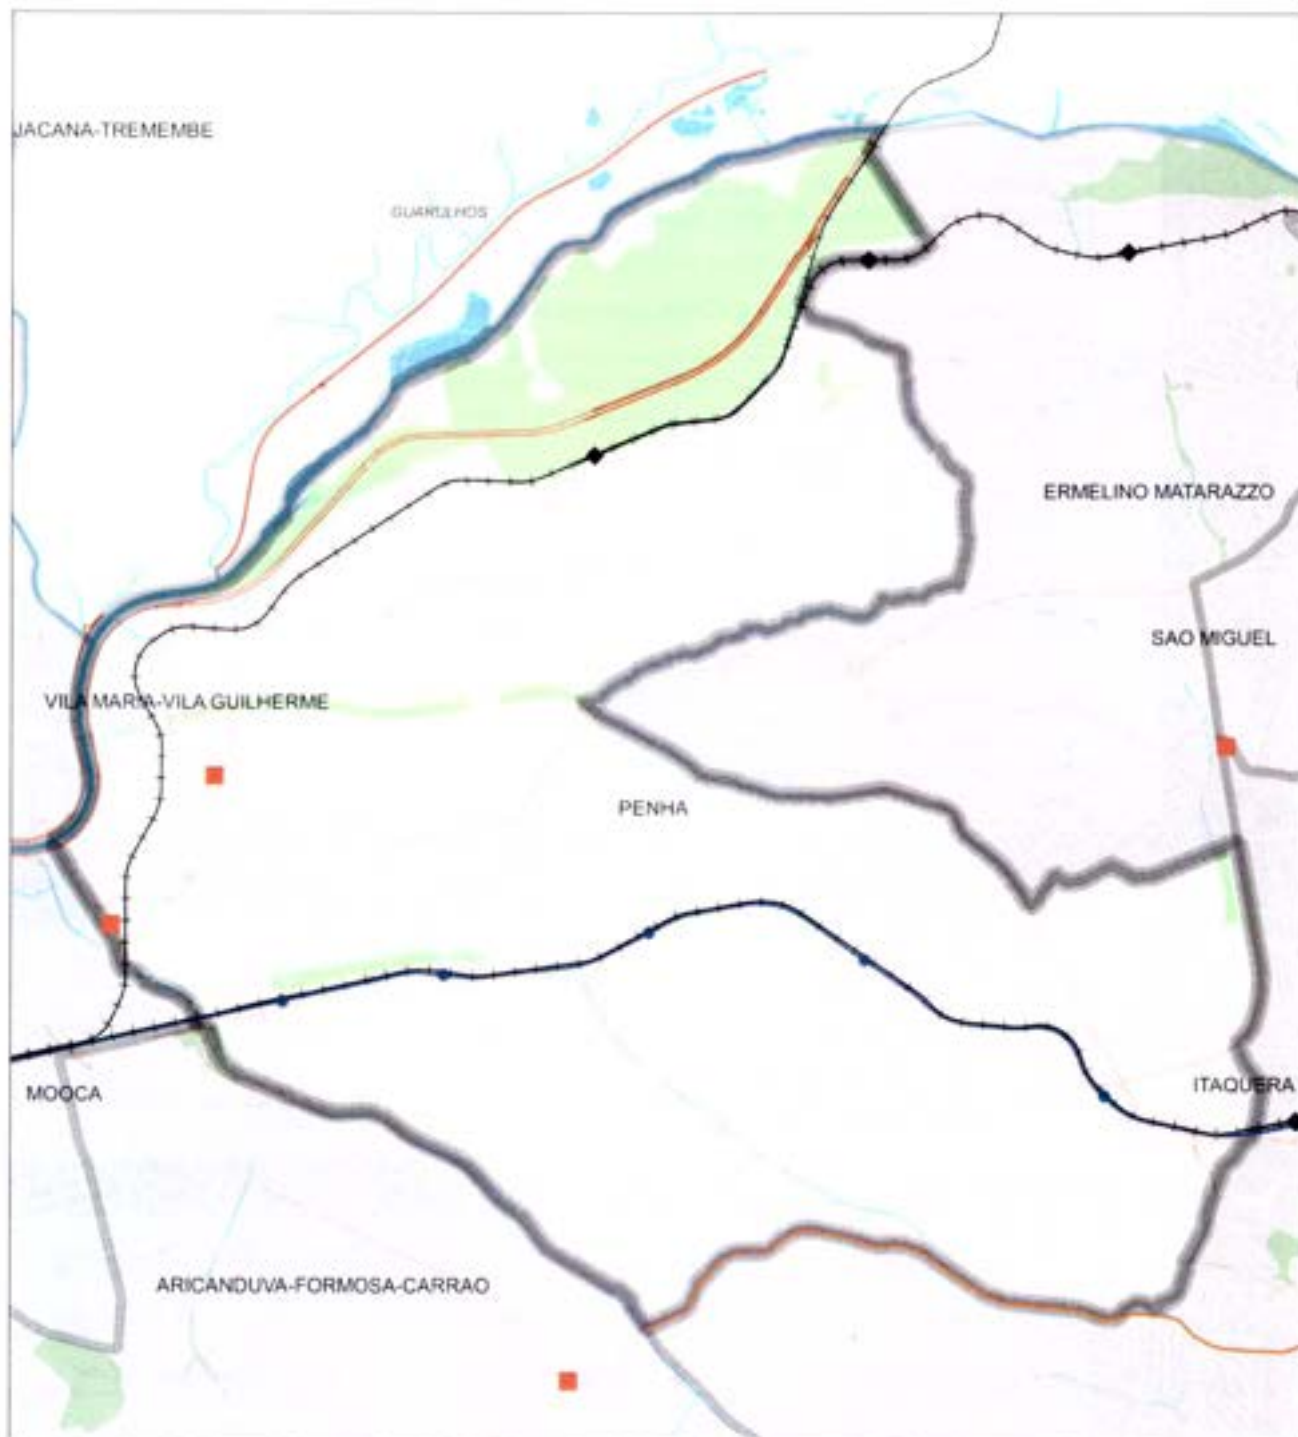 JACANA-TREMEMBE
GUARULHOS
ERMELINO MATARAZZO
SAO MIGUEL
VILA MARIA-VILA GUILHERME
PENHA
ITAQUERA
MOOCA
ARICANDUVA-FORMOSA-CARRAO